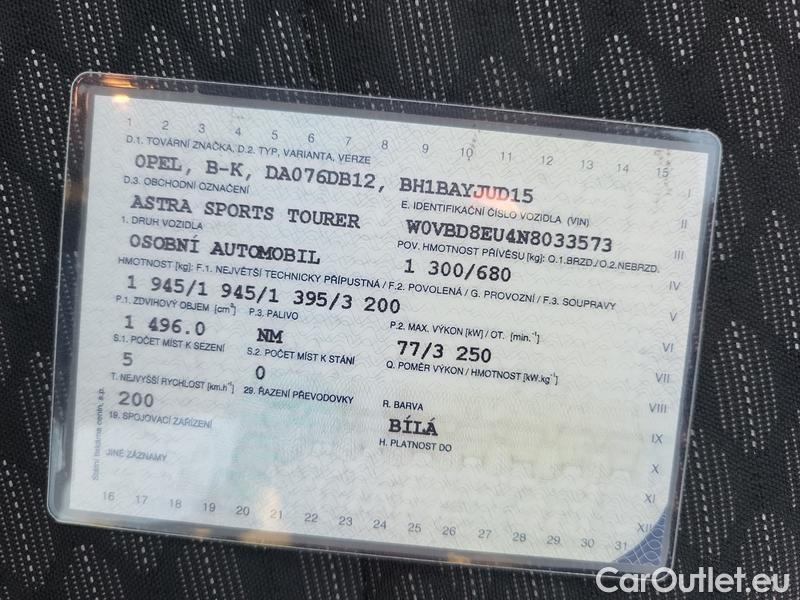 1 2 3 4 5 6 7 8 9 10 11 12 13 14 15
D.1. TOVÁRNÍ ZNAČKA, D.2. TYP, VARIANTA, VERZE
OPEL, B-K, DA076DB12, BH1BAYJUD15
D.3. OBCHODNÍ OZNAČENÍ
E. IDENTIFIKAČNÍ ČÍSLO VOZIDLA (VIN)
ASTRA SPORTS TOURER
W0VBD8EU4N8033573
1. DRUH VOZIDLA
POV. HMOTNOST PŘÍVĚSU [kg]: O.1.BRZD./O.2.NEBRZD.
OSOBNÍ AUTOMOBIL
1 300/680
HMOTNOST [kg]: F.1. NEJVĚTŠÍ TECHNICKY PŘÍPUSTNÁ / F.2. POVOLENÁ / G. PROVOZNÍ / F.3. SOUPRAVY
1 945/1 945/1 395/3 200
P.1. ZDVIHOVÝ OBJEM [cm³]
P.3. PALIVO
P.2. MAX. VÝKON [kW] / OT. [min.⁻¹]
1 496.0
NM
77/3 250
S.1. POČET MÍST K SEZENÍ
S.2. POČET MÍST K STÁNÍ
Q. POMĚR VÝKON / HMOTNOST [kW.kg⁻¹]
5
0
T. NEJVYŠŠÍ RYCHLOST [km.h⁻¹]
29. ŘAZENÍ PŘEVODOVKY
R. BARVA
200
BÍLÁ
19. SPOJOVACÍ ZAŘÍZENÍ
H. PLATNOST DO
JINÉ ZÁZNAMY
Státní tiskárna cenin, s.p.
I
II
III
IV
V
VI
VII
VIII
IX
X
XI
XII
16 17 18 19 20 21 22 23 24 25 26 27 28 29 30 31
CarOutlet.eu